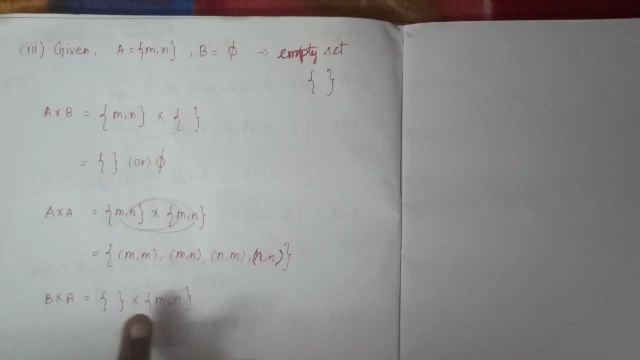 (iii) Given, A = {m,n} , B = ϕ → empty set
{ }
A×B = {m,n} × { }
= { } (or) ϕ
A×A = {m,n} × {m,n}
= { (m,m), (m,n), (n,m), (n,n)}
B×A = { } × {m,n}